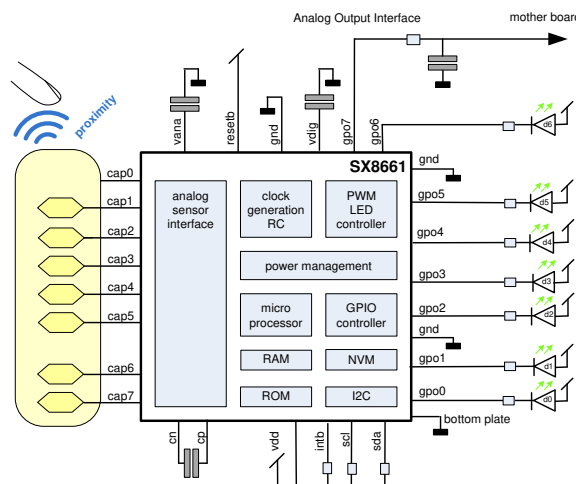 Analog Output Interface
mother board
proximity
vana
resetb
gnd
vdig
gpo7
gpo6
d6
SX8661
gnd
cap0
cap1
cap2
cap3
cap4
cap5
cap6
cap7
analog
sensor
interface
clock
generation
RC
PWM
LED
controller
power management
micro
processor
GPIO
controller
RAM
NVM
ROM
I2C
gpo5
d5
gpo4
d4
gpo3
d3
gpo2
d2
gnd
gpo1
d1
gpo0
d0
bottom plate
cn
cp
vdd
intb
scl
sda